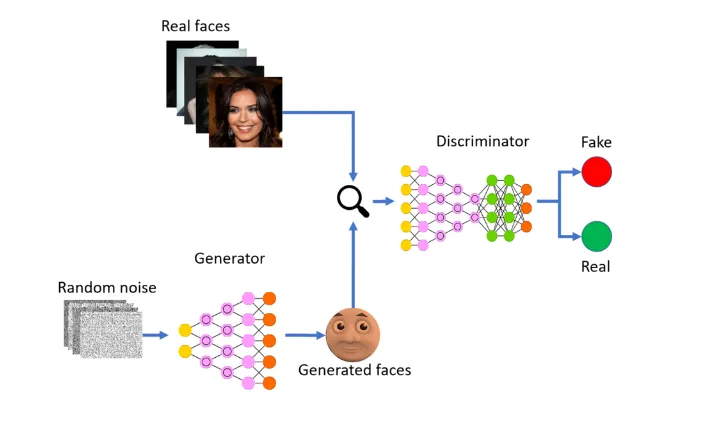 Real faces
Discriminator
Fake
Real
Generator
Random noise
Generated faces